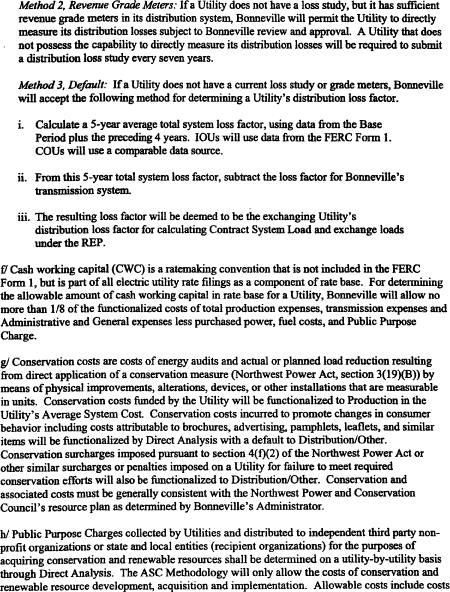 Method 2, Revenue Grade Meters: If a Utility does not have a loss study, but it has sufficient
revenue grade meters in its distribution system, Bonneville will permit the Utility to directly
measure its distribution losses subject to Bonneville review and approval. A Utility that does
not possess the capability to directly measure its distribution losses will be required to submit
a distribution loss study every seven years.
Method 3, Default: If a Utility does not have a current loss study or grade meters, Bonneville
will accept the following method for determining a Utility's distribution loss factor.
i. Calculate a 5-year average total system loss factor, using data from the Base
Period plus the preceding 4 years. IOUs will use data from the FERC Form 1.
COUs will use a comparable data source.
ii. From this 5-year total system loss factor, subtract the loss factor for Bonneville's
transmission system.
iii. The resulting loss factor will be deemed to be the exchanging Utility's
distribution loss factor for calculating Contract System Load and exchange loads
under the REP.
f/ Cash working capital (CWC) is a ratemaking convention that is not included in the FERC
Form 1, but is part of all electric utility rate filings as a component of rate base. For determining
the allowable amount of cash working capital in rate base for a Utility, Bonneville will allow no
more than 1/8 of the functionalized costs of total production expenses, transmission expenses and
Administrative and General expenses less purchased power, fuel costs, and Public Purpose
Charge.
g/ Conservation costs are costs of energy audits and actual or planned load reduction resulting
from direct application of a conservation measure (Northwest Power Act, section 3(19)(B)) by
means of physical improvements, alterations, devices, or other installations that are measurable
in units. Conservation costs funded by the Utility will be functionalized to Production in the
Utility's Average System Cost. Conservation costs incurred to promote changes in consumer
behavior including costs attributable to brochures, advertising, pamphlets, leaflets, and similar
items will be functionalized by Direct Analysis with a default to Distribution/Other.
Conservation surcharges imposed pursuant to section 4(f)(2) of the Northwest Power Act or
other similar surcharges or penalties imposed on a Utility for failure to meet required
conservation efforts will also be functionalized to Distribution/Other. Conservation and
associated costs must be generally consistent with the Northwest Power and Conservation
Council's resource plan as determined by Bonneville's Administrator.
h/ Public Purpose Charges collected by Utilities and distributed to independent third party non-
profit organizations or state and local entities (recipient organizations) for the purposes of
acquiring conservation and renewable resources shall be determined on a utility-by-utility basis
through Direct Analysis. The ASC Methodology will only allow the costs of conservation and
renewable resource development, acquisition and implementation. Allowable costs include costs